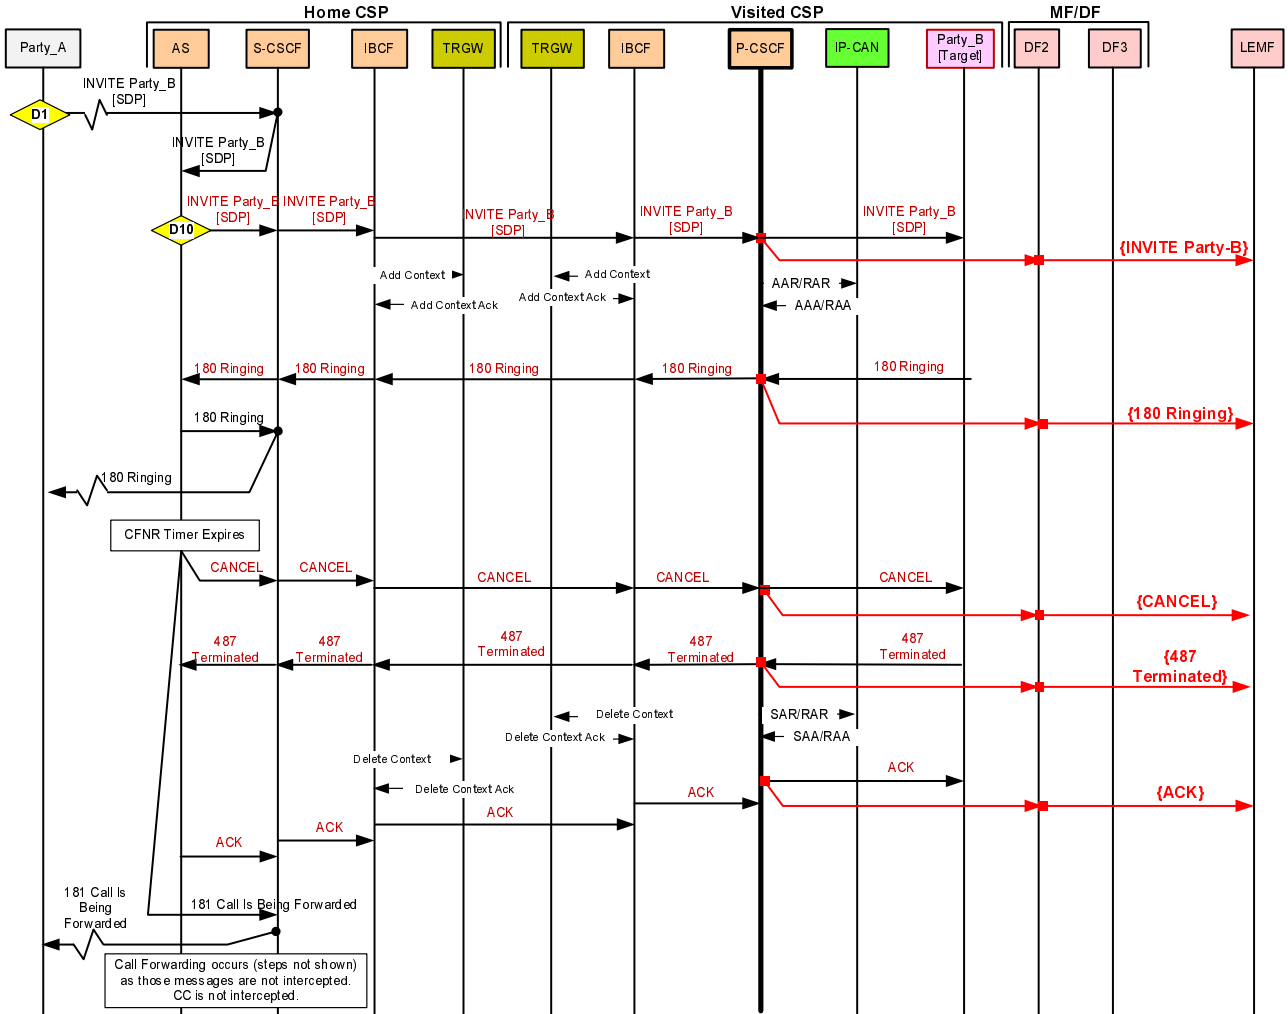 Home CSP
Visited CSP
MF/DF
Party_A
AS
S-CSCF
IBCF
TRGW
TRGW
IBCF
P-CSCF
IP-CAN
Party_B
[Target]
DF2
DF3
LEMF
INVITE Party_B
[SDP]
D1
INVITE Party_B
[SDP]
INVITE Party_B
[SDP]
INVITE Party_B
[SDP]
NVITE Party_B
[SDP]
INVITE Party_B
[SDP]
INVITE Party_B
[SDP]
D10
{INVITE Party-B}
Add Context
Add Context
AAR/RAR
Add Context Ack
Add Context Ack
AAA/RAA
180 Ringing
180 Ringing
180 Ringing
180 Ringing
180 Ringing
180 Ringing
{180 Ringing}
180 Ringing
CFNR Timer Expires
CANCEL
CANCEL
CANCEL
CANCEL
CANCEL
{CANCEL}
487
Terminated
487
Terminated
487
Terminated
487
Terminated
487
Terminated
{487
Terminated}
Delete Context
SAR/RAR
Delete Context Ack
SAA/RAA
Delete Context
Delete Context Ack
ACK
ACK
{ACK}
ACK
ACK
ACK
181 Call Is
Being
Forwarded
181 Call Is Being Forwarded
Call Forwarding occurs (steps not shown)
as those messages are not intercepted.
CC is not intercepted.